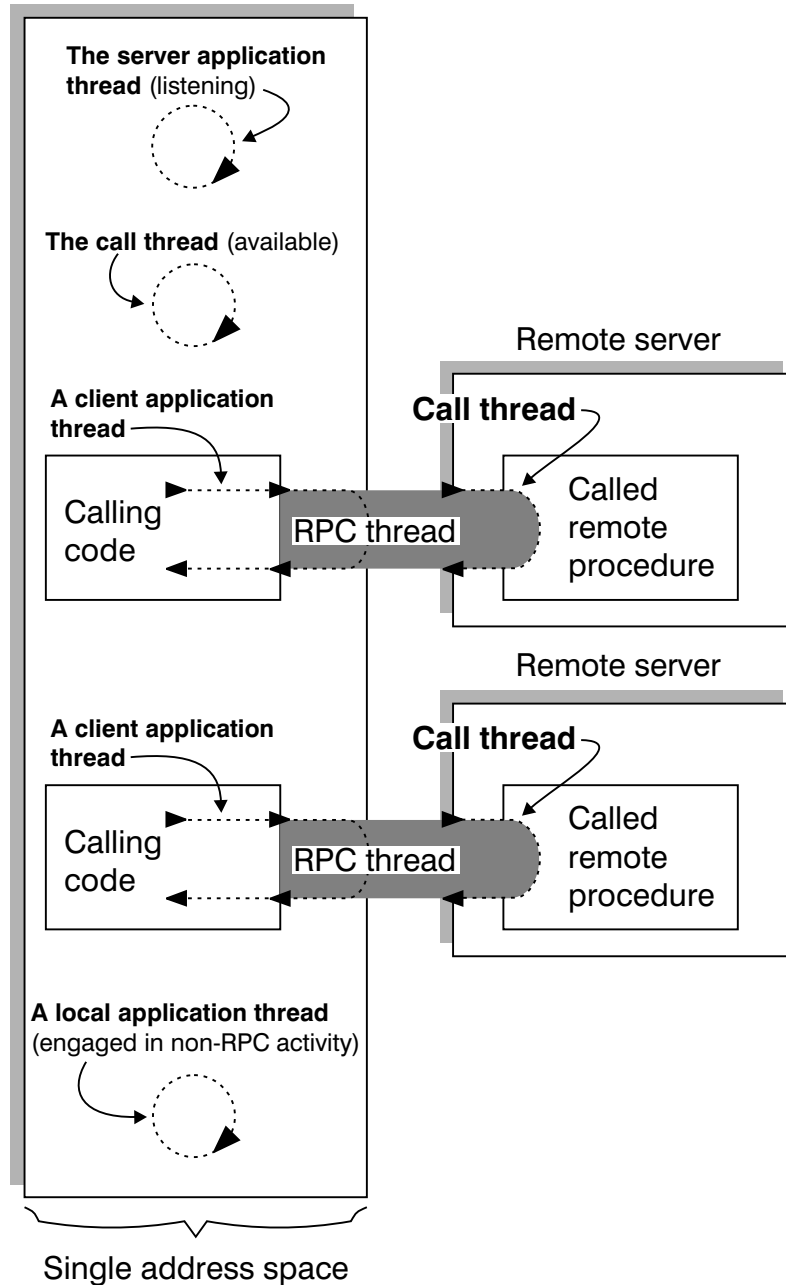 The server application
thread (listening)
The call thread (available)
Remote server
A client application
thread
Call thread
Calling
code
RPC thread
Called
remote
procedure
Remote server
A client application
thread
Call thread
Calling
code
RPC thread
Called
remote
procedure
A local application thread
(engaged in non-RPC activity)
Single address space